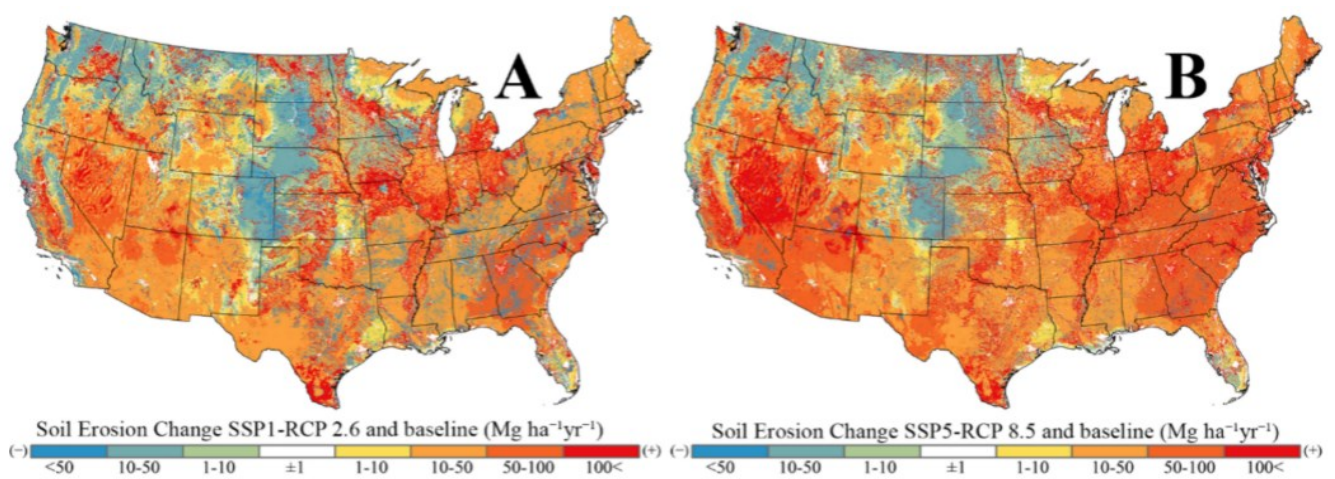 A
B
Soil Erosion Change SSP1-RCP 2.6 and baseline (Mg ha⁻¹yr⁻¹)
(−) (+)
<50 10-50 1-10 ±1 1-10 10-50 50-100 100<
Soil Erosion Change SSP5-RCP 8.5 and baseline (Mg ha⁻¹yr⁻¹)
(−) (+)
<50 10-50 1-10 ±1 1-10 10-50 50-100 100<